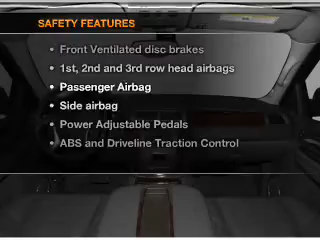 SAFETY FEATURES
• Front Ventilated disc brakes
• 1st, 2nd and 3rd row head airbags
• Passenger Airbag
• Side airbag
• Power Adjustable Pedals
• ABS and Driveline Traction Control